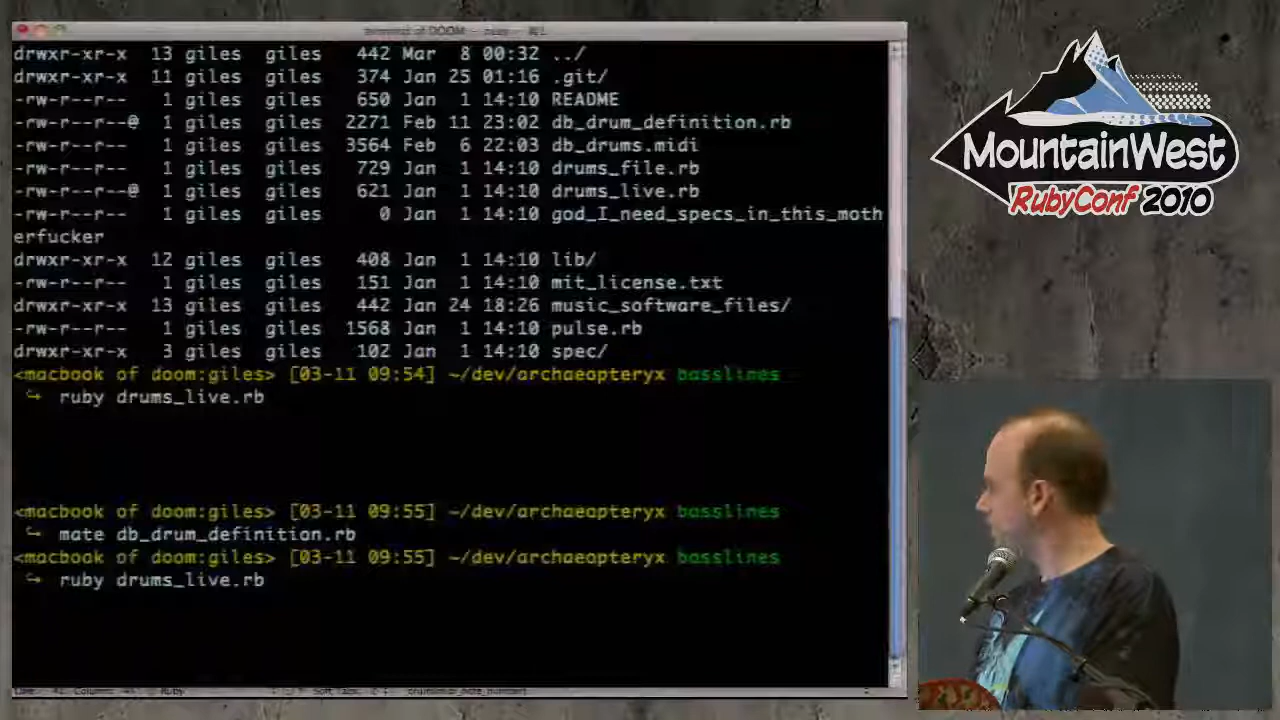 drwxr-xr-x 13 giles giles 442 Mar 8 00:32 ../
drwxr-xr-x 11 giles giles 374 Jan 25 01:16 .git/
-rw-r--r-- 1 giles giles 650 Jan 1 14:10 README
-rw-r--r--@ 1 giles giles 2271 Feb 11 23:02 db_drum_definition.rb
-rw-r--r-- 1 giles giles 3564 Feb 6 22:03 db_drums.midi
-rw-r--r-- 1 giles giles 729 Jan 1 14:10 drums_file.rb
-rw-r--r--@ 1 giles giles 621 Jan 1 14:10 drums_live.rb
-rw-r--r-- 1 giles giles 0 Jan 1 14:10 god_I_need_specs_in_this_moth
erfucker
drwxr-xr-x 12 giles giles 408 Jan 1 14:10 lib/
-rw-r--r-- 1 giles giles 151 Jan 1 14:10 mit_license.txt
drwxr-xr-x 13 giles giles 442 Jan 24 18:26 music_software_files/
-rw-r--r-- 1 giles giles 1568 Jan 1 14:10 pulse.rb
drwxr-xr-x 3 giles giles 102 Jan 1 14:10 spec/
<macbook of doom:giles> [03-11 09:54] ~/dev/archaeopteryx basslines
↪ ruby drums_live.rb
<macbook of doom:giles> [03-11 09:55] ~/dev/archaeopteryx basslines
↪ mate db_drum_definition.rb
<macbook of doom:giles> [03-11 09:55] ~/dev/archaeopteryx basslines
↪ ruby drums_live.rb
MountainWest
RubyConf 2010